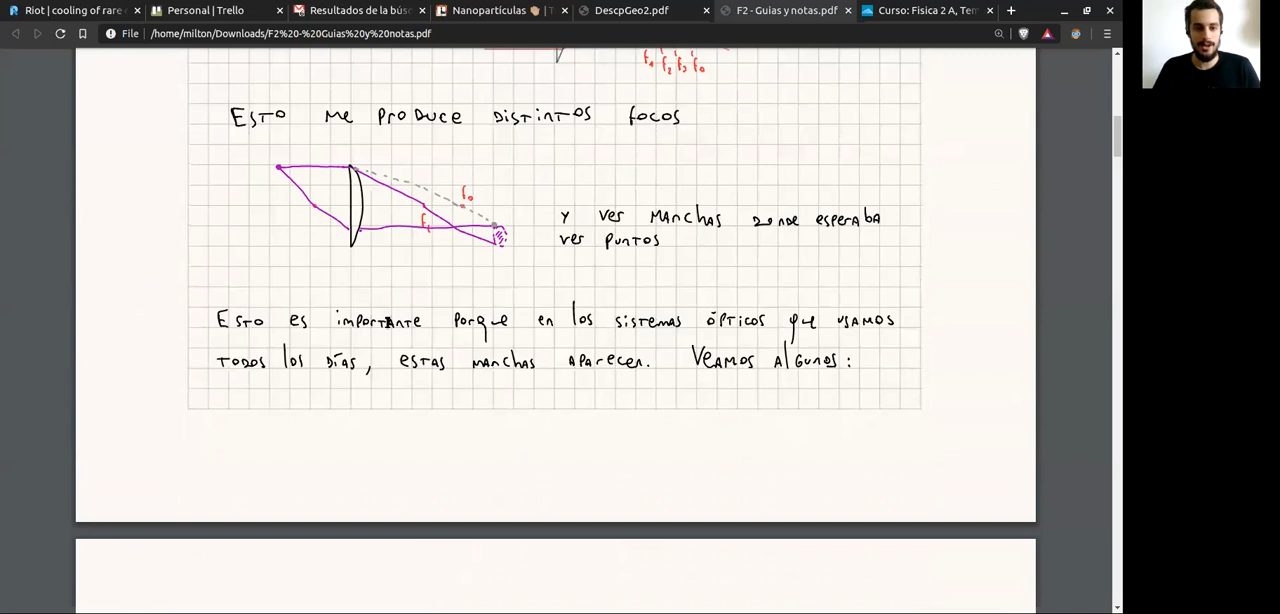 Riot | cooling of rare e
Personal | Trello
Resultados de la bús
Nanopartículas 👏🏼 | T
DescpGeo2.pdf
F2 - Guias y notas.pdf
Curso: Fisica 2 A, Tem
File | /home/milton/Downloads/F2%20-%20Guias%20y%20notas.pdf
f1 f2 f3 f0
ESTO ME PRODUCE DISTINTOS FOCOS
f0
f1
Y VER MANCHAS DONDE ESPERABA
VER PUNTOS
ESTO ES IMPORTANTE PORQUE EN LOS SISTEMAS ÓPTICOS QUE USAMOS
TODOS LOS DÍAS, ESTAS MANCHAS APARECEN. VEAMOS ALGUNOS: